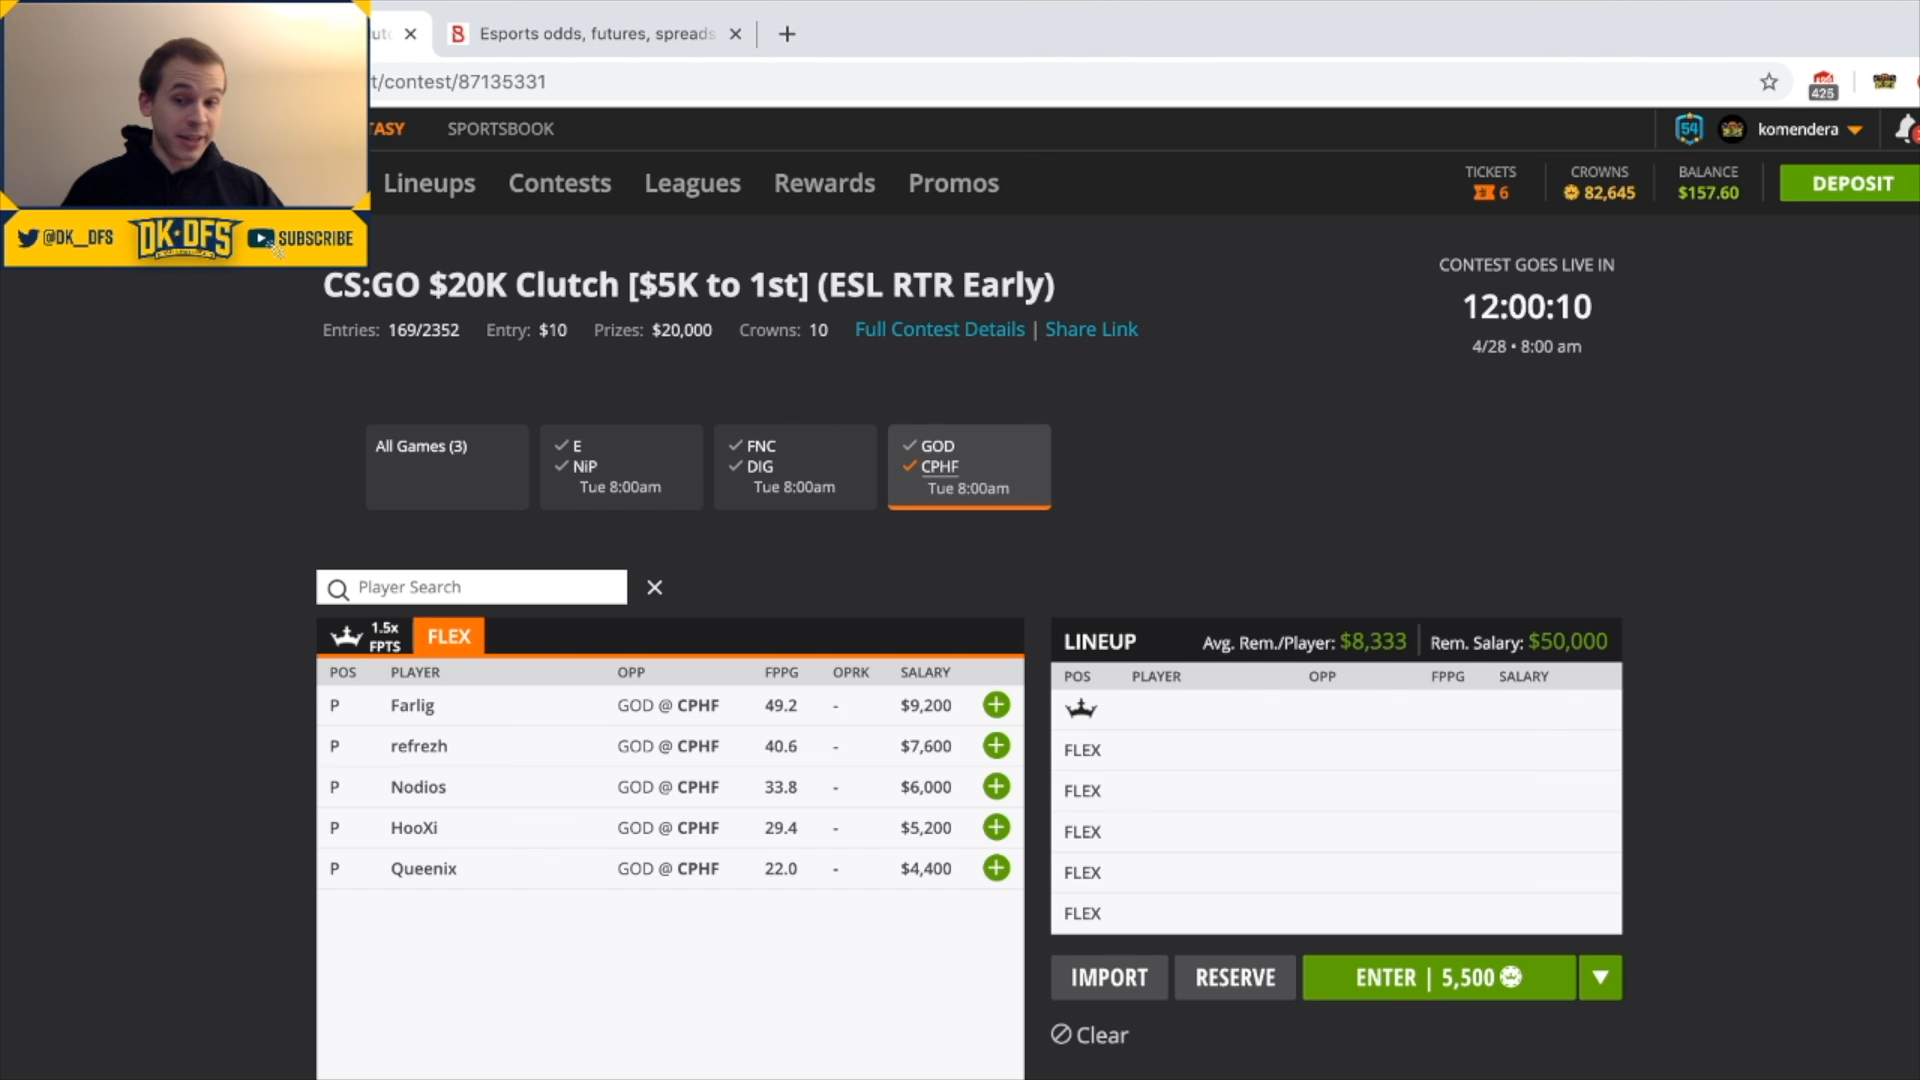 Esports odds, futures, spreads
t/contest/87135331
425
TASY SPORTSBOOK
54 komendera
Lineups Contests Leagues Rewards Promos
TICKETS
6
CROWNS
82,645
BALANCE
$157.60
DEPOSIT
@DK__DFS DK★DFS SUBSCRIBE
CS:GO $20K Clutch [$5K to 1st] (ESL RTR Early)
Entries: 169/2352 Entry: $10 Prizes: $20,000 Crowns: 10 Full Contest Details | Share Link
CONTEST GOES LIVE IN
12:00:10
4/28 • 8:00 am
All Games (3)
E
NiP
Tue 8:00am
FNC
DIG
Tue 8:00am
GOD
CPHF
Tue 8:00am
Player Search
1.5x
FPTS
FLEX
POS PLAYER OPP FPPG OPRK SALARY
P Farlig GOD @ CPHF 49.2 - $9,200
P refrezh GOD @ CPHF 40.6 - $7,600
P Nodios GOD @ CPHF 33.8 - $6,000
P HooXi GOD @ CPHF 29.4 - $5,200
P Queenix GOD @ CPHF 22.0 - $4,400
LINEUP Avg. Rem./Player: $8,333 Rem. Salary: $50,000
POS PLAYER OPP FPPG SALARY
FLEX
FLEX
FLEX
FLEX
FLEX
IMPORT RESERVE ENTER | 5,500
Clear